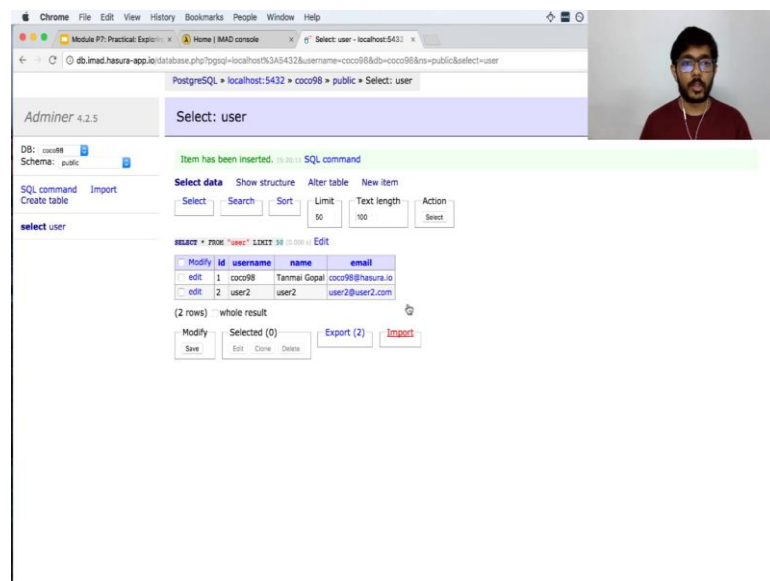 Chrome File Edit View History Bookmarks People Window Help
Module P7: Practical: Explorin × Home | IMAD console × Select: user - localhost:5432 ×
db.imad.hasura-app.io/database.php?pgsql=localhost%3A5432&username=coco98&db=coco98&ns=public&select=user
PostgreSQL » localhost:5432 » coco98 » public » Select: user
Adminer 4.2.5
Select: user
DB: coco98
Schema: public
SQL command Import
Create table
select user
Item has been inserted. SQL command
Select data Show structure Alter table New item
Select Search Sort Limit Text length Action
50 100 Select
SELECT * FROM "user" LIMIT 50 (0.000 s) Edit
Modify id username name email
edit 1 coco98 Tanmai Gopal coco98@hasura.io
edit 2 user2 user2 user2@user2.com
(2 rows) whole result
Modify Selected (0) Export (2) Import
Save Edit Clone Delete